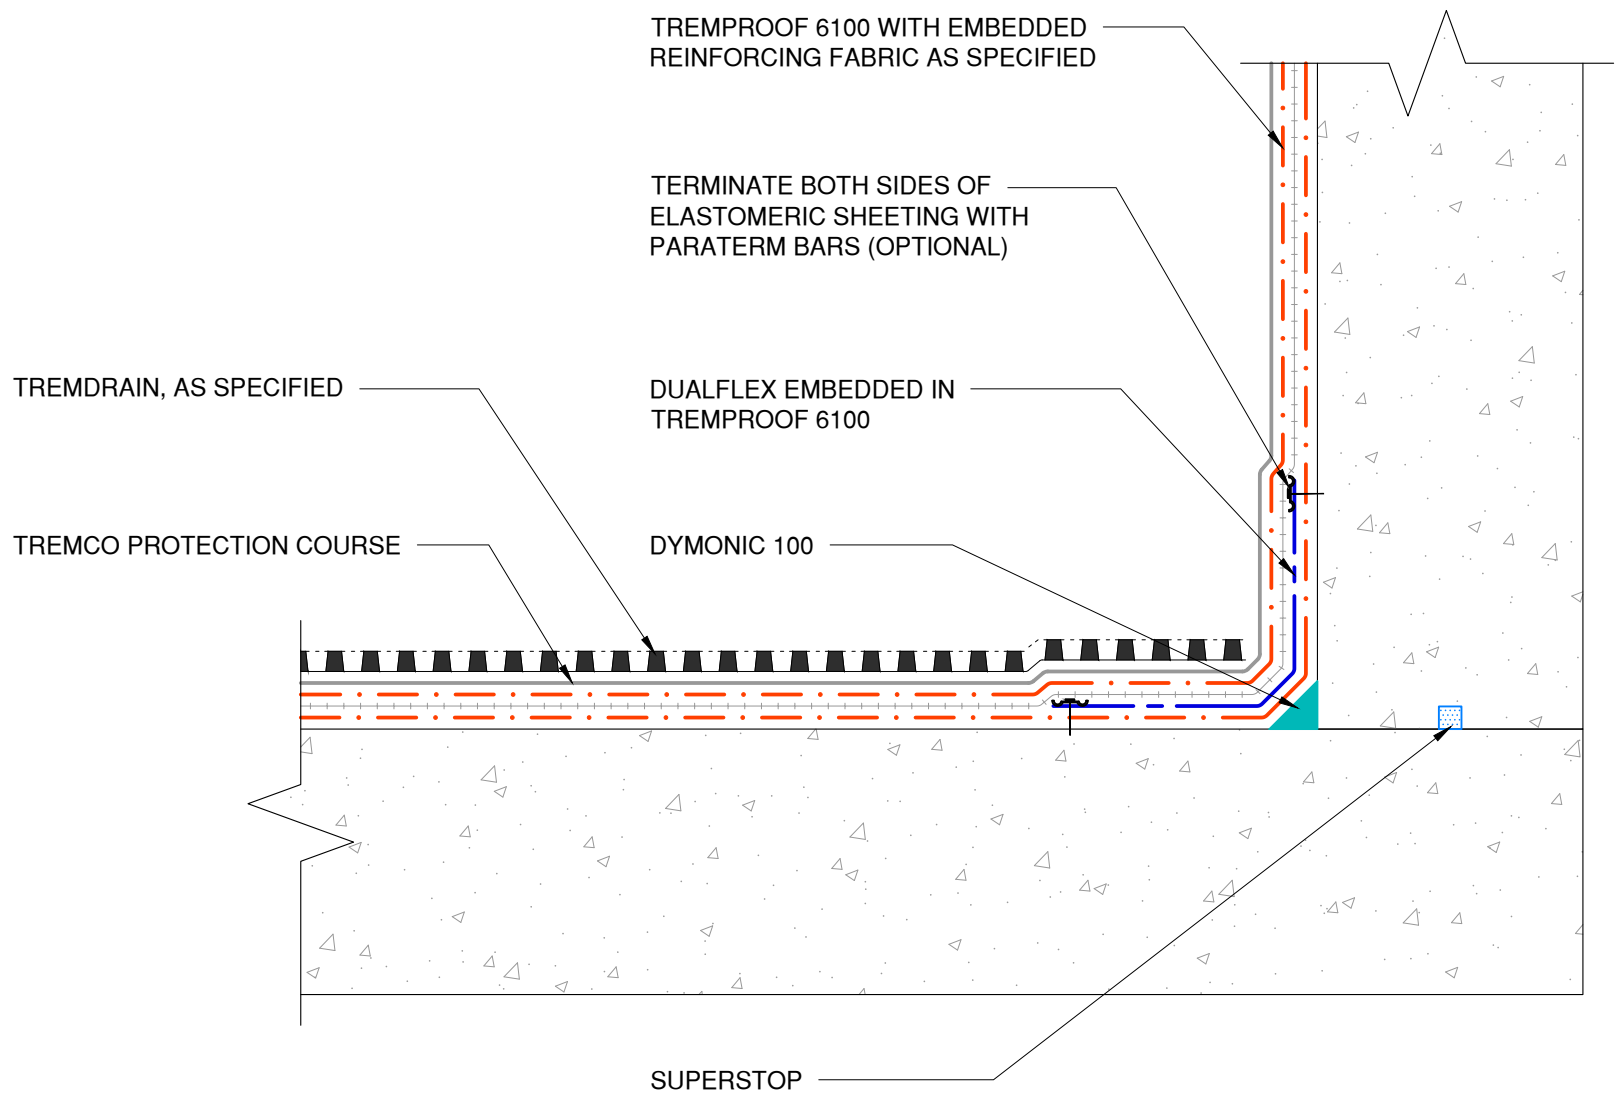 TREMPROOF 6100 WITH EMBEDDED
REINFORCING FABRIC AS SPECIFIED
TERMINATE BOTH SIDES OF
ELASTOMERIC SHEETING WITH
PARATERM BARS (OPTIONAL)
TREMDRAIN, AS SPECIFIED
DUALFLEX EMBEDDED IN
TREMPROOF 6100
TREMCO PROTECTION COURSE
DYMONIC 100
SUPERSTOP